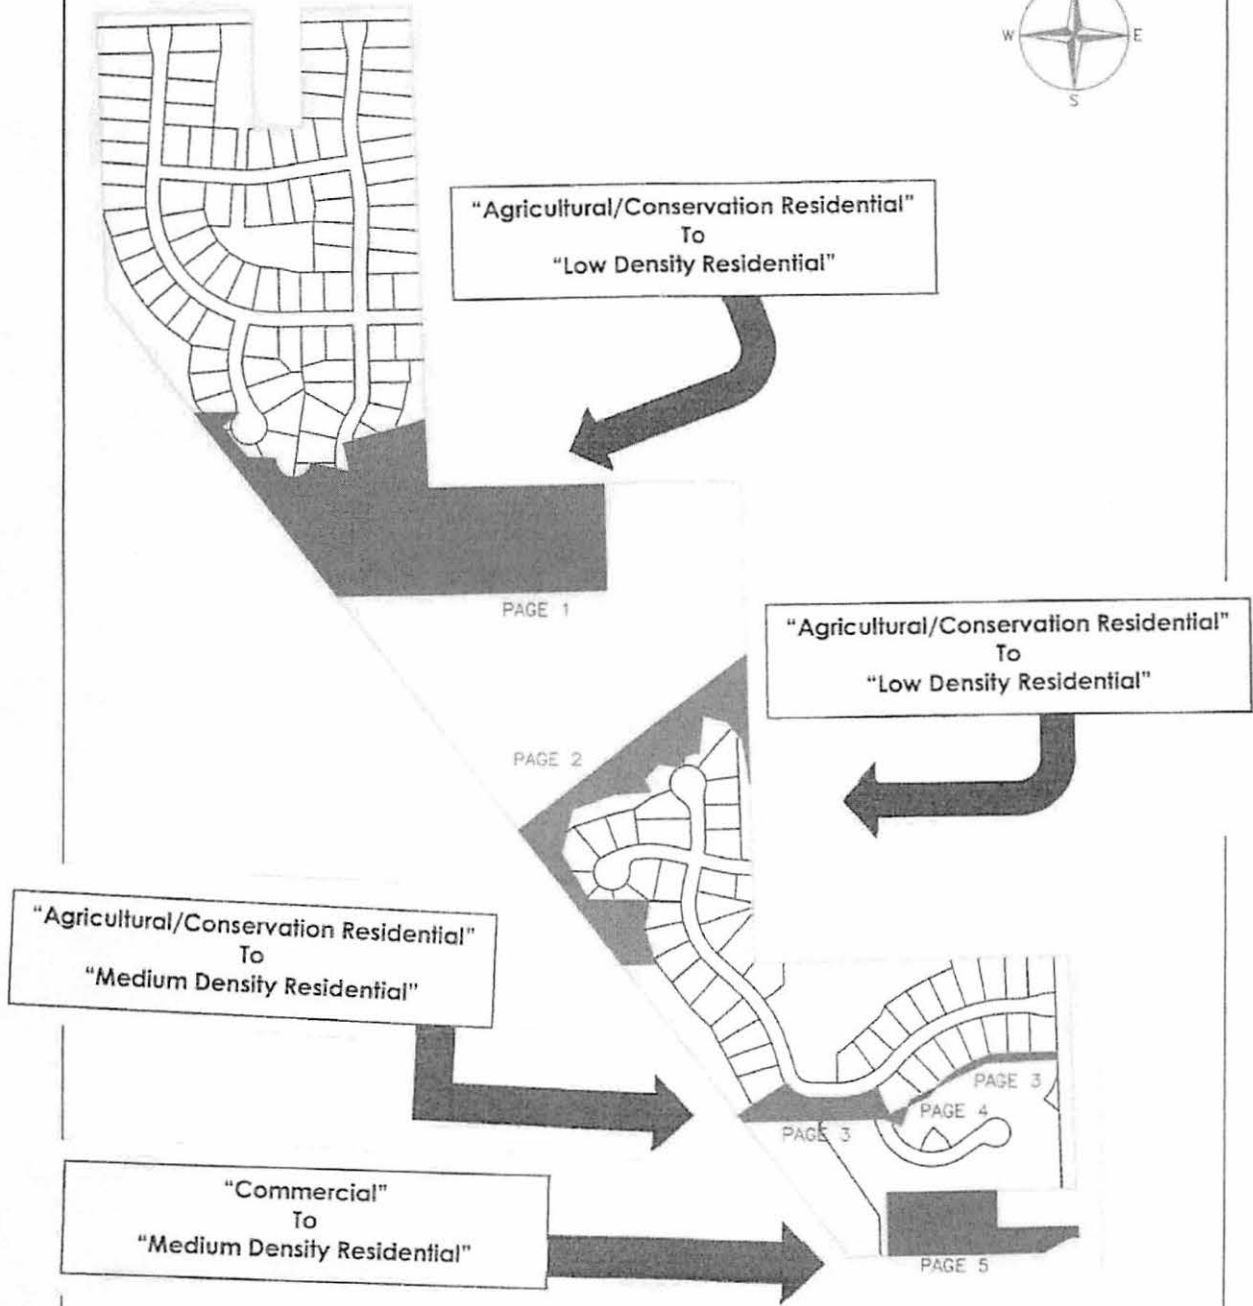 W E
S
"Agricultural/Conservation Residential"
To
"Low Density Residential"
PAGE 1
"Agricultural/Conservation Residential"
To
"Low Density Residential"
PAGE 2
"Agricultural/Conservation Residential"
To
"Medium Density Residential"
PAGE 3
PAGE 4
PAGE 3
"Commercial"
To
"Medium Density Residential"
PAGE 5